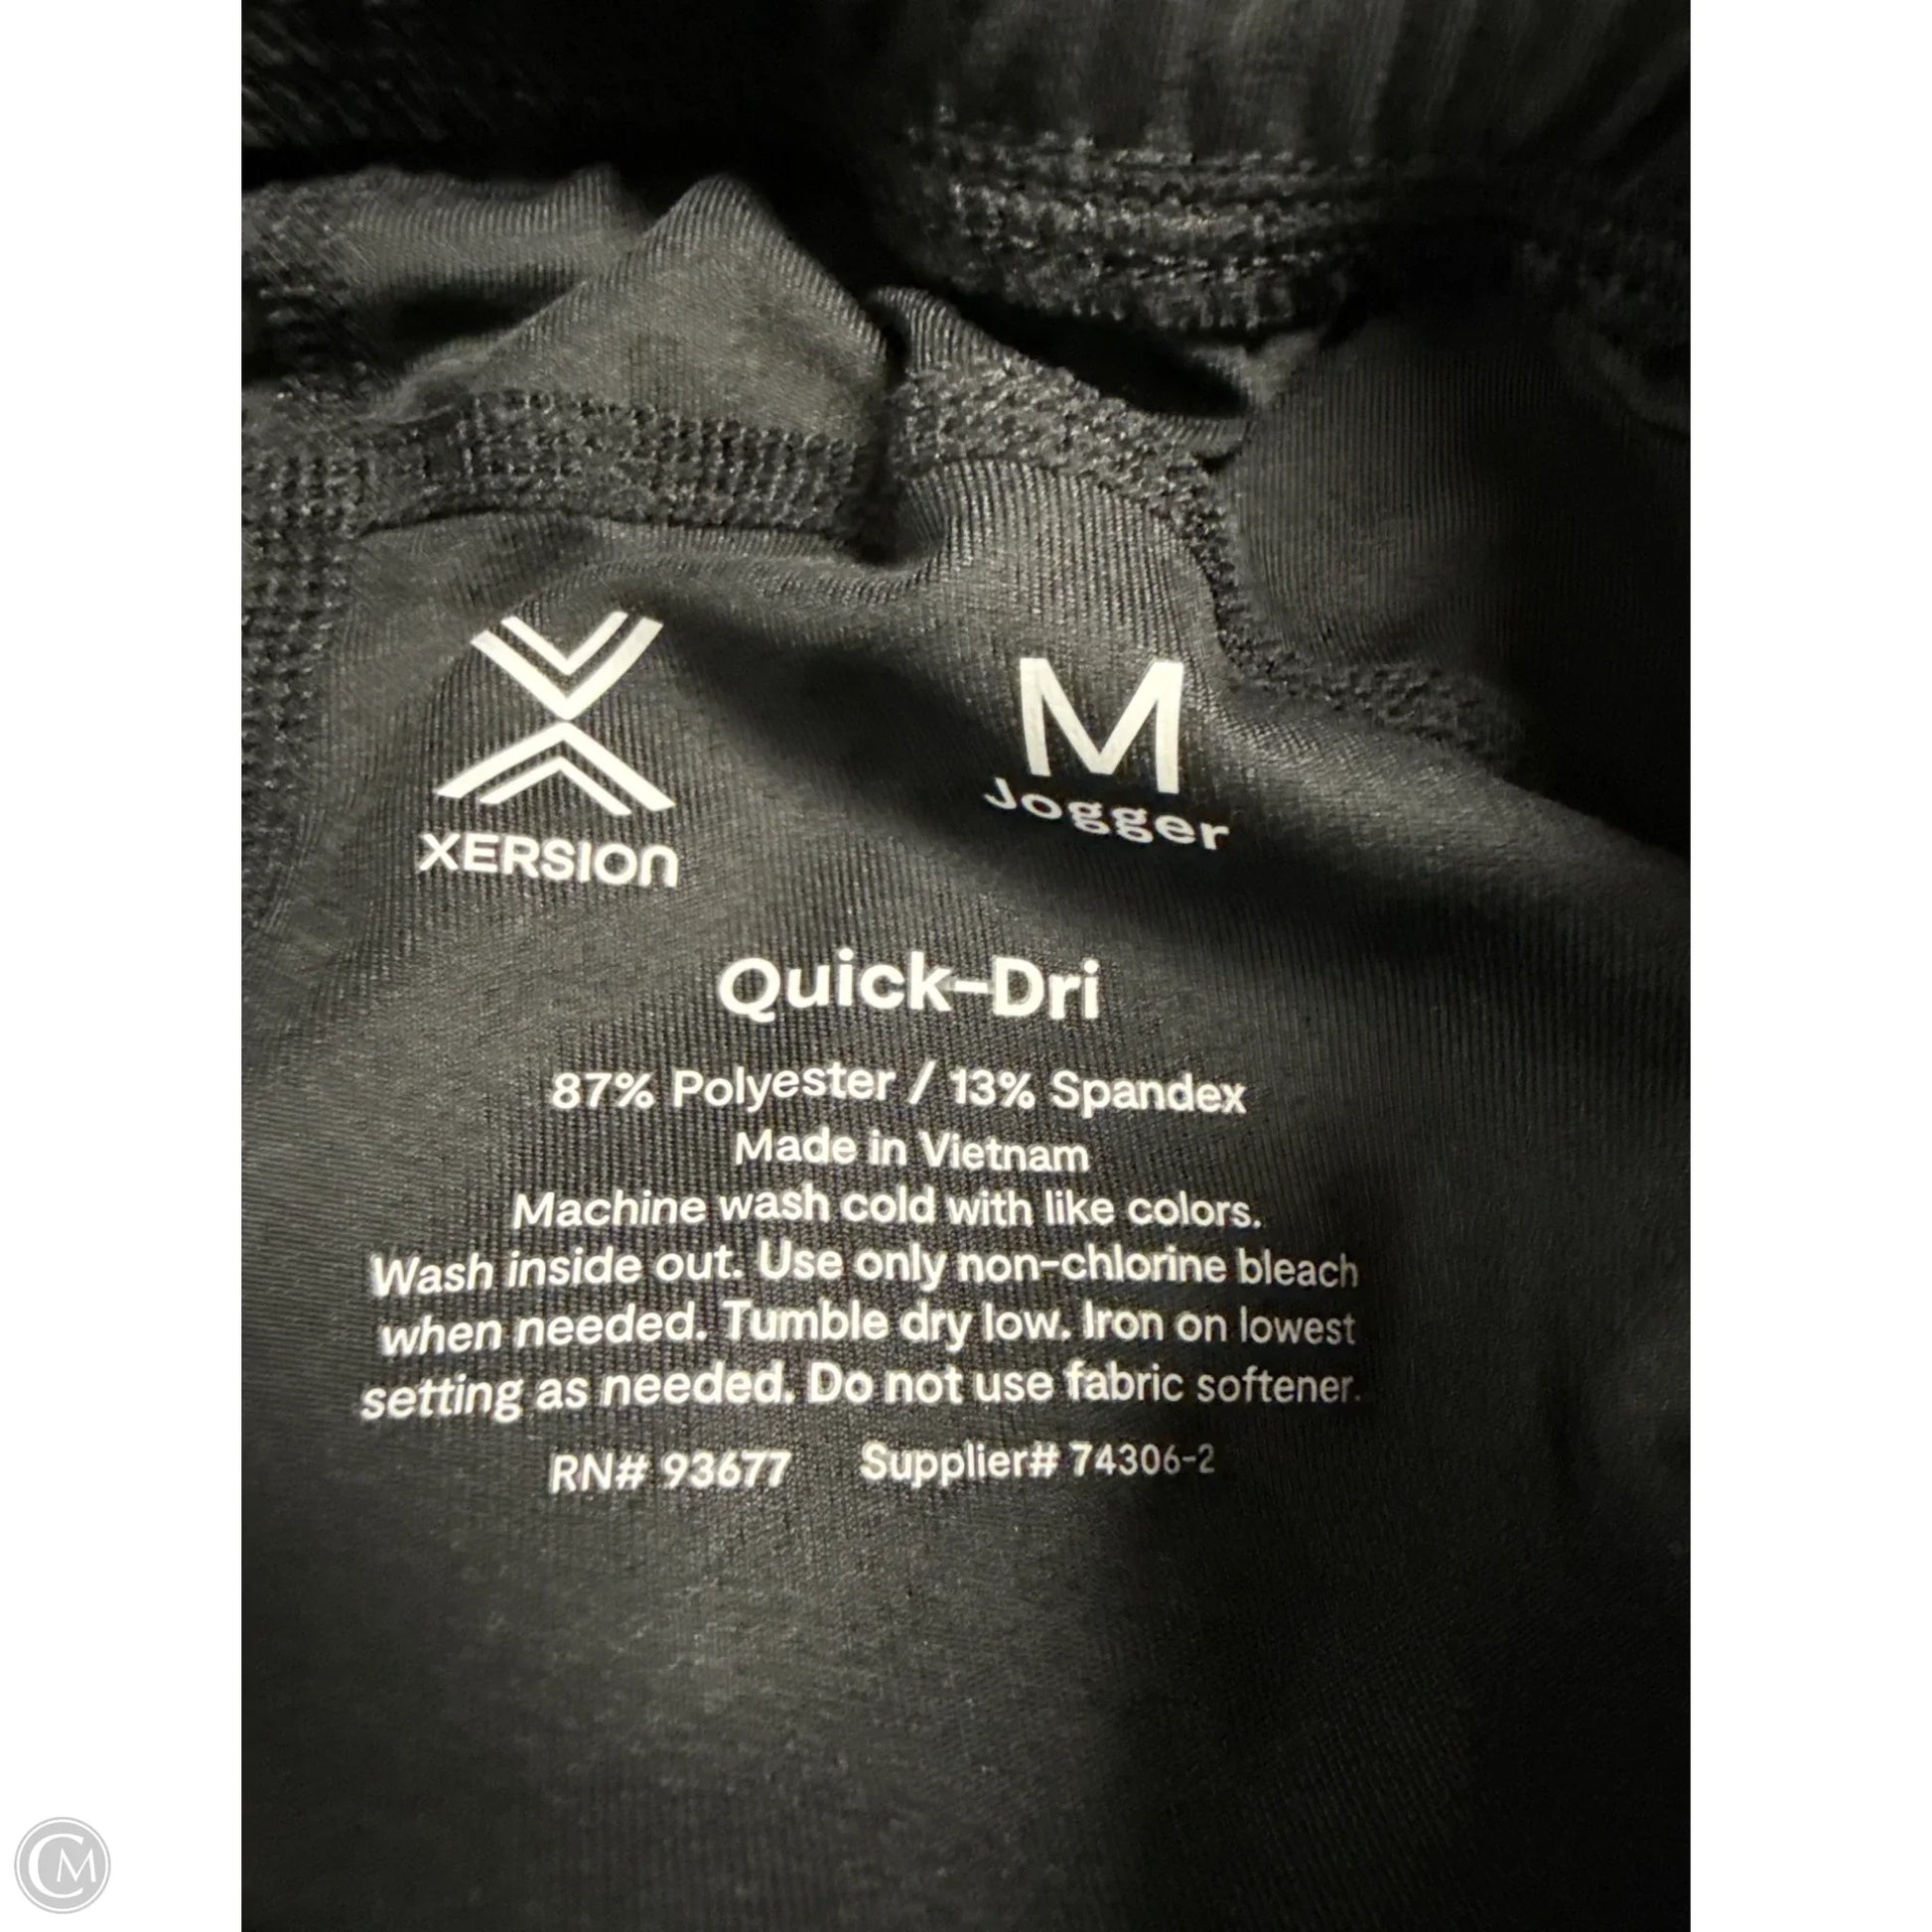 XERSION
M
Jogger
Quick-Dri
87% Polyester / 13% Spandex
Made in Vietnam
Machine wash cold with like colors.
Wash inside out. Use only non-chlorine bleach
when needed. Tumble dry low. Iron on lowest
setting as needed. Do not use fabric softener.
RN# 93677 Supplier# 74306-2
CM